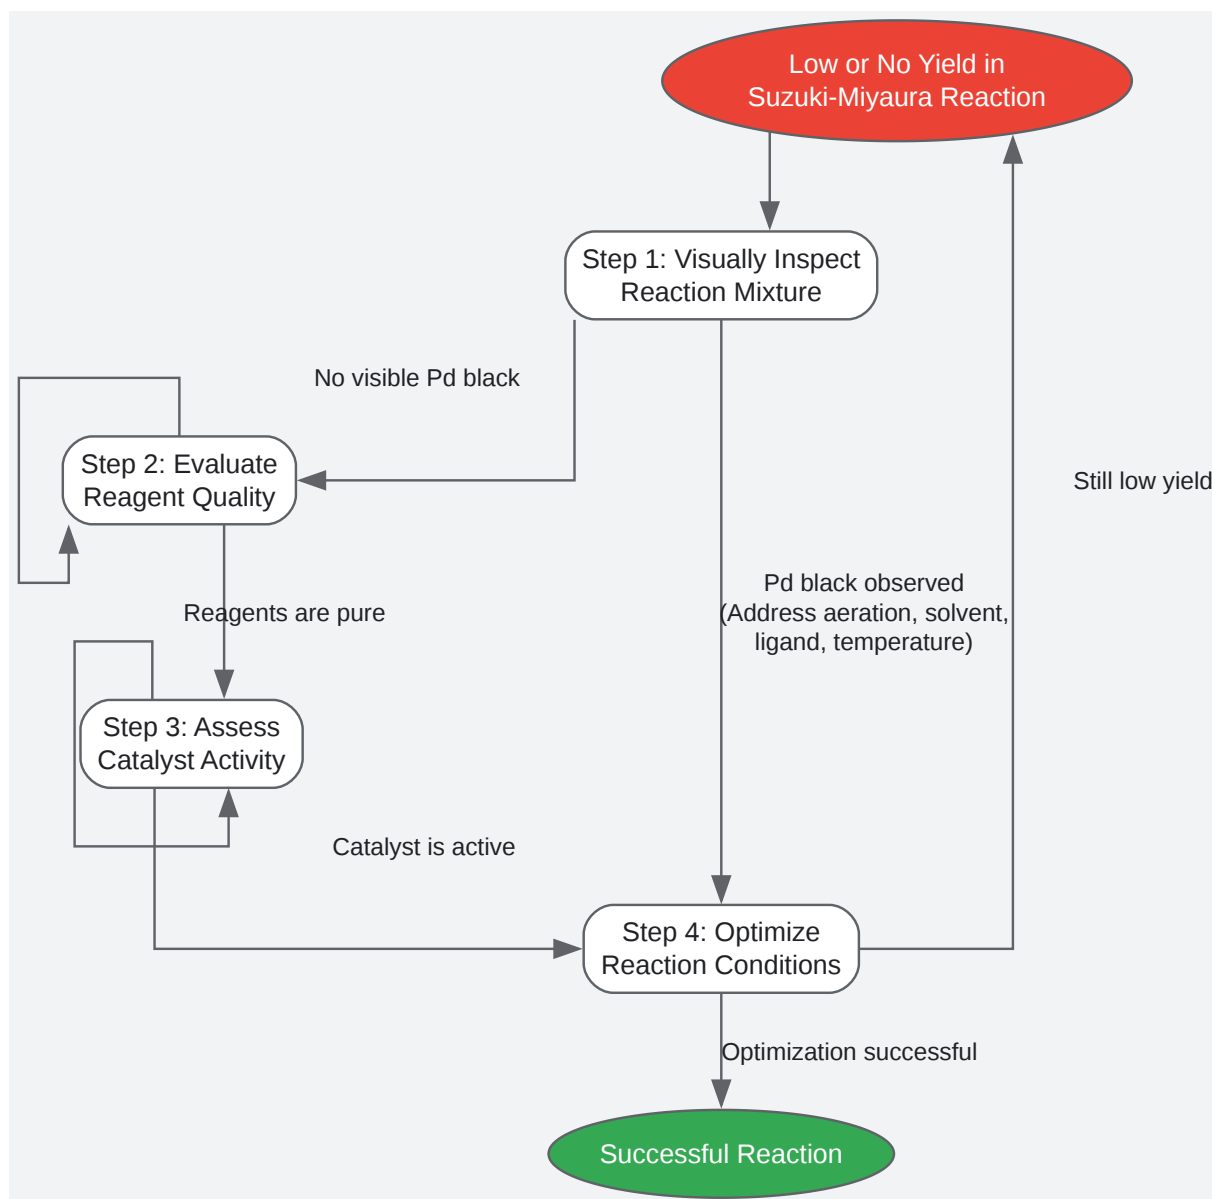 Low or No Yield in
Suzuki-Miyaura Reaction
Step 1: Visually Inspect
Reaction Mixture
No visible Pd black
Step 2: Evaluate
Reagent Quality
Still low yield
Pd black observed
(Address aeration, solvent,
ligand, temperature)
Reagents are pure
Step 3: Assess
Catalyst Activity
Catalyst is active
Step 4: Optimize
Reaction Conditions
Optimization successful
Successful Reaction